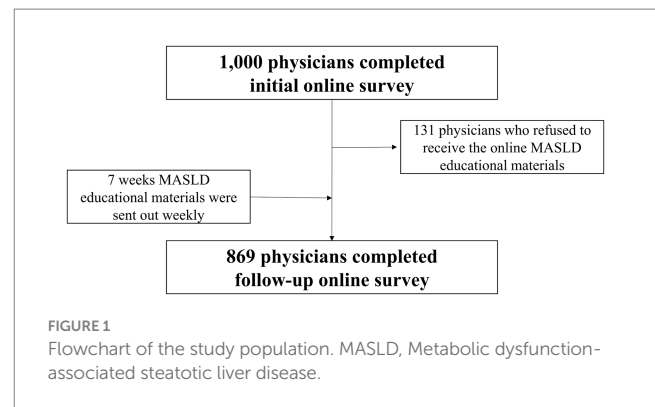 1,000 physicians completed
initial online survey
131 physicians who refused to
receive the online MASLD
educational materials
7 weeks MASLD
educational materials were
sent out weekly
869 physicians completed
follow-up online survey
FIGURE 1
Flowchart of the study population. MASLD, Metabolic dysfunction-
associated steatotic liver disease.